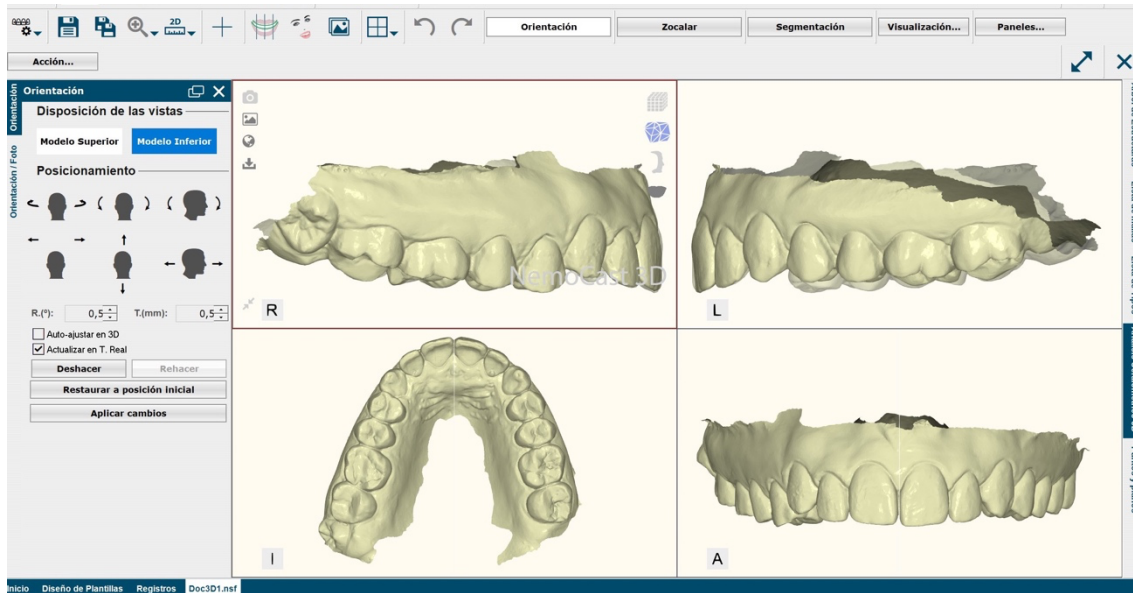 2D
Orientación
Zocalar
Segmentación
Visualización...
Paneles...
Acción...
Orientación
Orientación
Orientación / Foto
Disposición de las vistas
Modelo Superior
Modelo Inferior
Posicionamiento
R.(º): 0,5 T.(mm): 0,5
Auto-ajustar en 3D
Actualizar en T. Real
Deshacer
Rehacer
Restaurar a posición inicial
Aplicar cambios
NemoCast 3D
R
L
I
A
Inicio
Diseño de Plantillas
Registros
Doc3D1.nsf